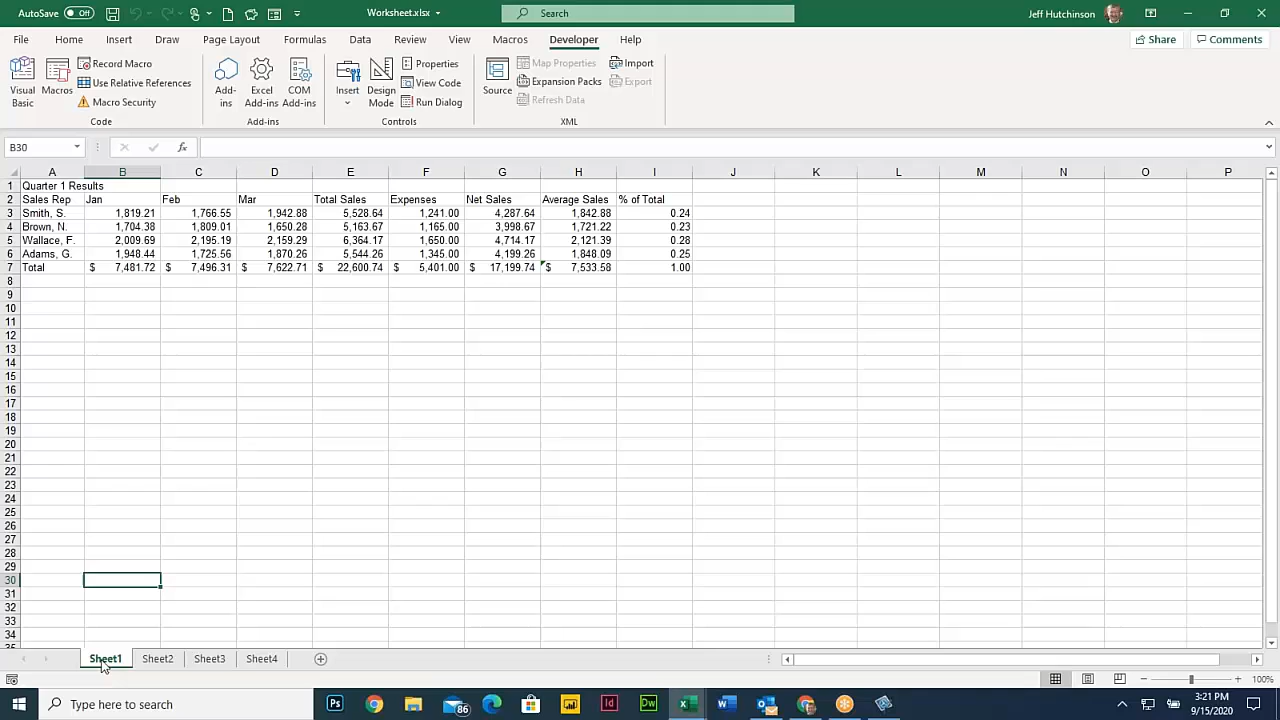 AutoSave Off Worksheet.xlsx Search Jeff Hutchinson
File Home Insert Draw Page Layout Formulas Data Review View Macros Developer Help Share Comments
Visual Basic
Macros
Record Macro
Use Relative References
Macro Security
Code
Add-ins
Excel Add-ins
COM Add-ins
Add-ins
Insert
Design Mode
Properties
View Code
Run Dialog
Controls
Source
Map Properties
Expansion Packs
Refresh Data
Import
Export
XML
B30 fx
A B C D E F G H I J K L M N O P
1 Quarter 1 Results
2 Sales Rep Jan Feb Mar Total Sales Expenses Net Sales Average Sales % of Total
3 Smith, S. 1,819.21 1,766.55 1,942.88 5,528.64 1,241.00 4,287.64 1,842.88 0.24
4 Brown, N. 1,704.38 1,809.01 1,650.28 5,163.67 1,165.00 3,998.67 1,721.22 0.23
5 Wallace, F. 2,009.69 2,195.19 2,159.29 6,364.17 1,650.00 4,714.17 2,121.39 0.28
6 Adams, G. 1,948.44 1,725.56 1,870.26 5,544.26 1,345.00 4,199.26 1,848.09 0.25
7 Total $ 7,481.72 $ 7,496.31 $ 7,622.71 $ 22,600.74 $ 5,401.00 $ 17,199.74 $ 7,533.58 1.00
8
9
10
11
12
13
14
15
16
17
18
19
20
21
22
23
24
25
26
27
28
29
30
31
32
33
34
35
Sheet1 Sheet2 Sheet3 Sheet4
100%
Type here to search Ps 86 Id Dw X W 3:21 PM
9/15/2020